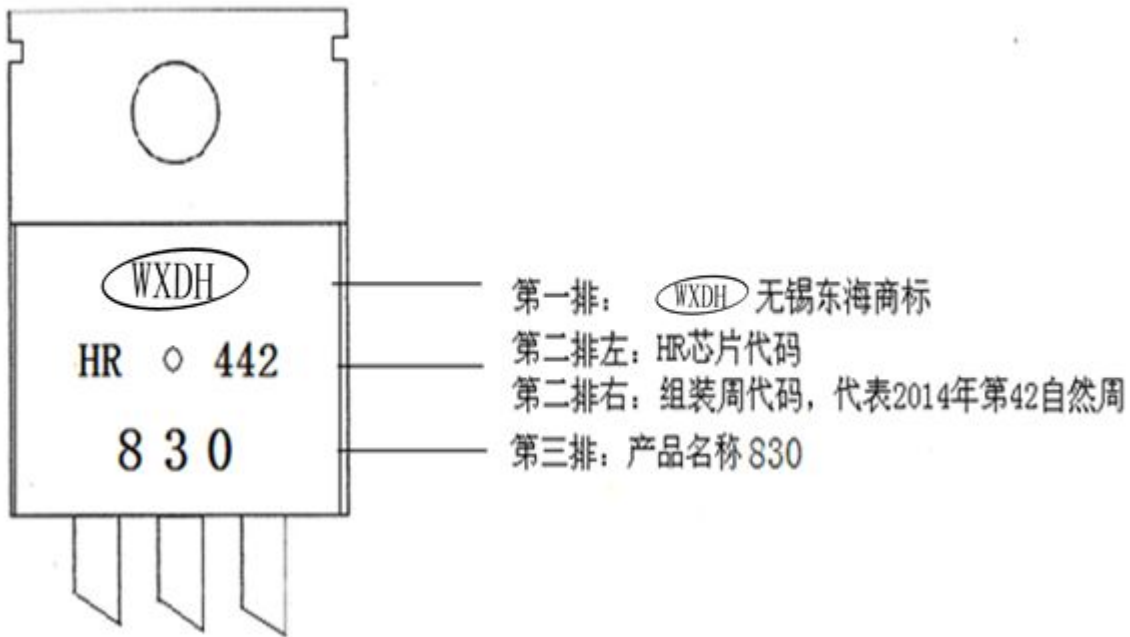 WXDH
HR 442
830
第一排： WXDH 无锡东海商标
第二排左：HR芯片代码
第二排右：组装周代码，代表2014年第42自然周
第三排：产品名称830